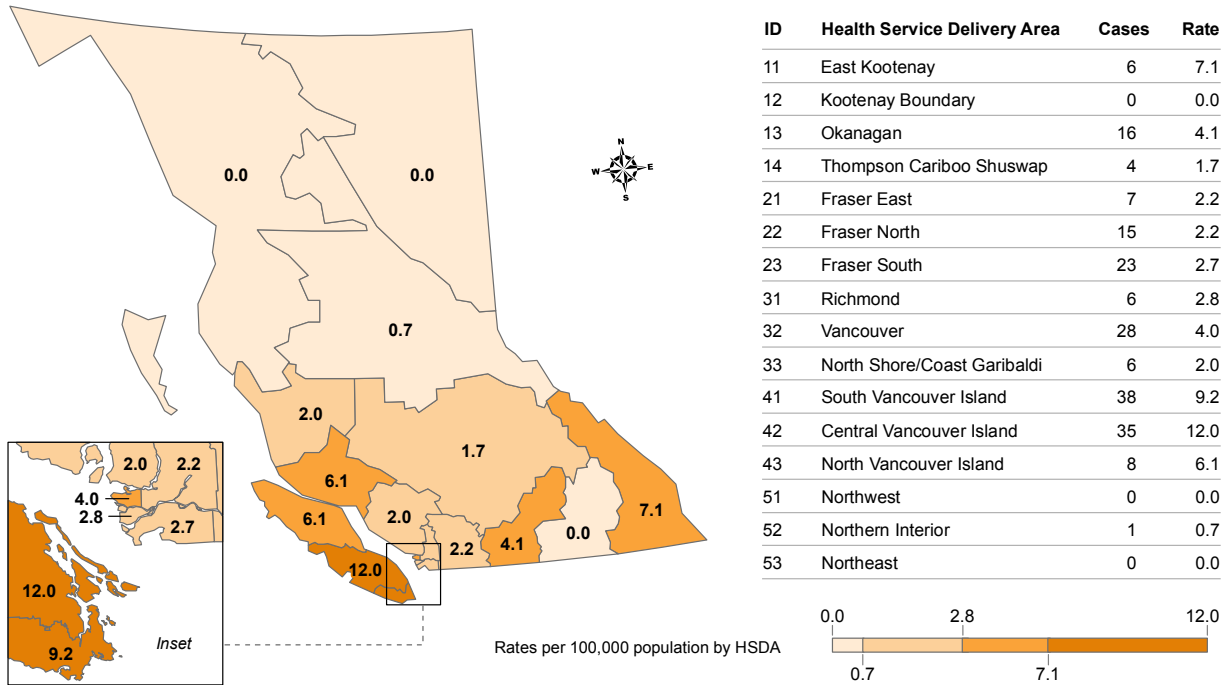 0.0
0.0
0.7
2.0
1.7
6.1
6.1
2.0
2.2
4.1
0.0
7.1
12.0
N
W
E
S
2.0
2.2
4.0
2.8
2.7
12.0
9.2
Inset
ID Health Service Delivery Area Cases Rate
11 East Kootenay 6 7.1
12 Kootenay Boundary 0 0.0
13 Okanagan 16 4.1
14 Thompson Cariboo Shuswap 4 1.7
21 Fraser East 7 2.2
22 Fraser North 15 2.2
23 Fraser South 23 2.7
31 Richmond 6 2.8
32 Vancouver 28 4.0
33 North Shore/Coast Garibaldi 6 2.0
41 South Vancouver Island 38 9.2
42 Central Vancouver Island 35 12.0
43 North Vancouver Island 8 6.1
51 Northwest 0 0.0
52 Northern Interior 1 0.7
53 Northeast 0 0.0
0.0 2.8 12.0
Rates per 100,000 population by HSDA
0.7 7.1